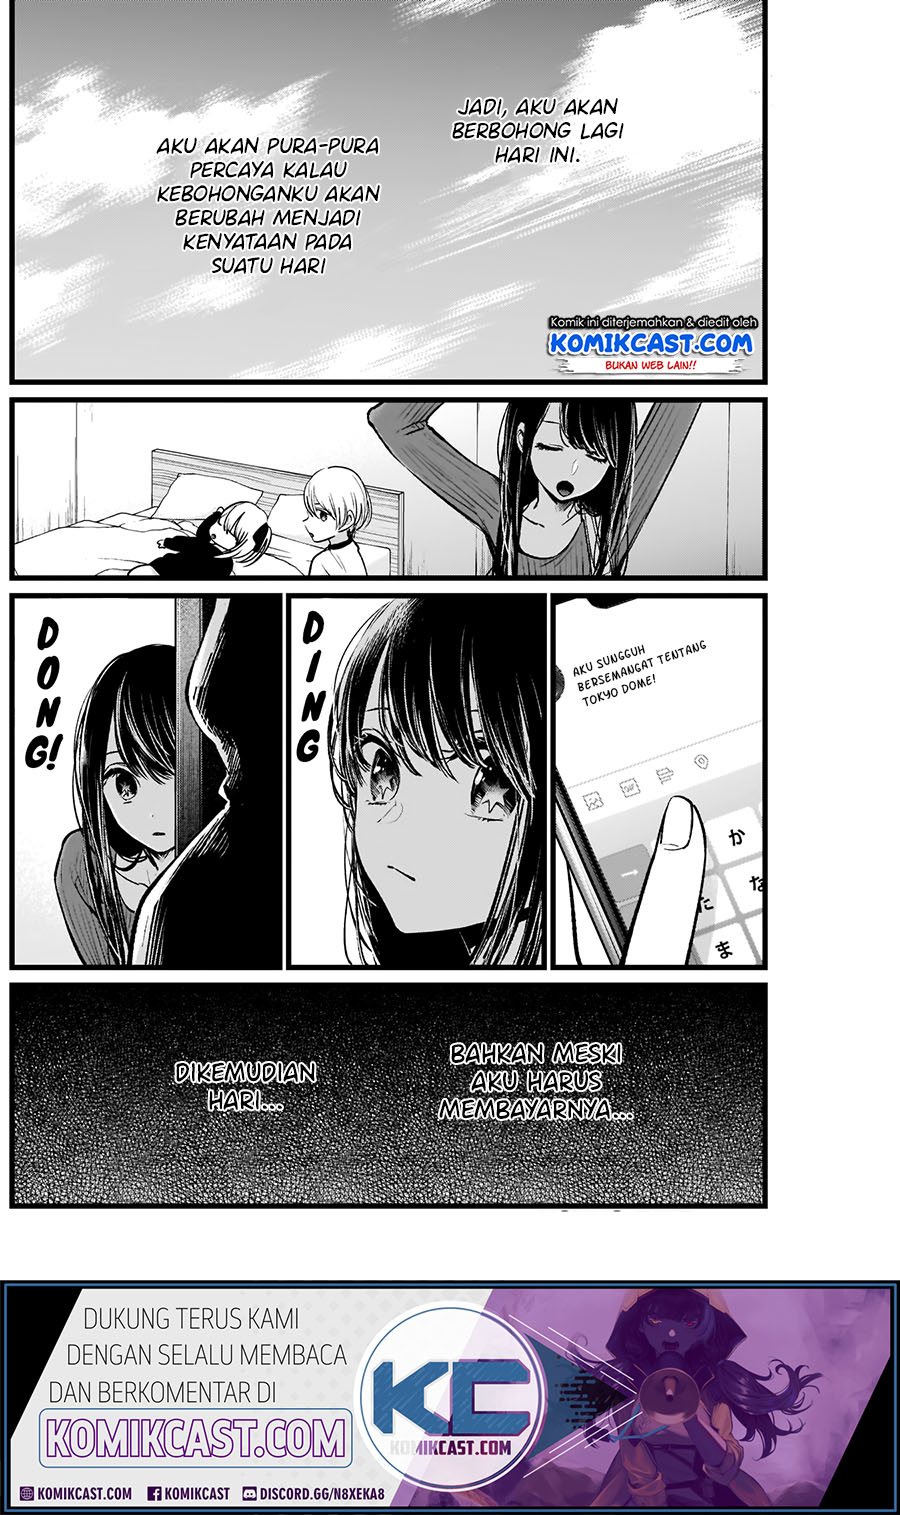 JADI, AKU AKAN
BERBOHONG LAGI
HARI INI.
AKU AKAN PURA-PURA
PERCAYA KALAU
KEBOHONGANKU AKAN
BERUBAH MENJADI
KENYATAAN PADA
SUATU HARI
Komik ini diterjemahkan & diedit oleh
KOMIKCAST.COM
BUKAN WEB LAIN!!
AKU SUNGGUH
BERSEMANGAT TENTANG
TOKYO DOME!
GIF
→
か
た
な
ま
DING
DONG!
BAHKAN MESKI
AKU HARUS
MEMBAYARNYA...
DIKEMUDIAN
HARI...
DUKUNG TERUS KAMI
DENGAN SELALU MEMBACA
DAN BERKOMENTAR DI
KOMIKCAST.COM
KC
KOMIKCAST.COM
KOMIKCAST.COM
KOMIKCAST
DISCORD.GG/N8XEKA8